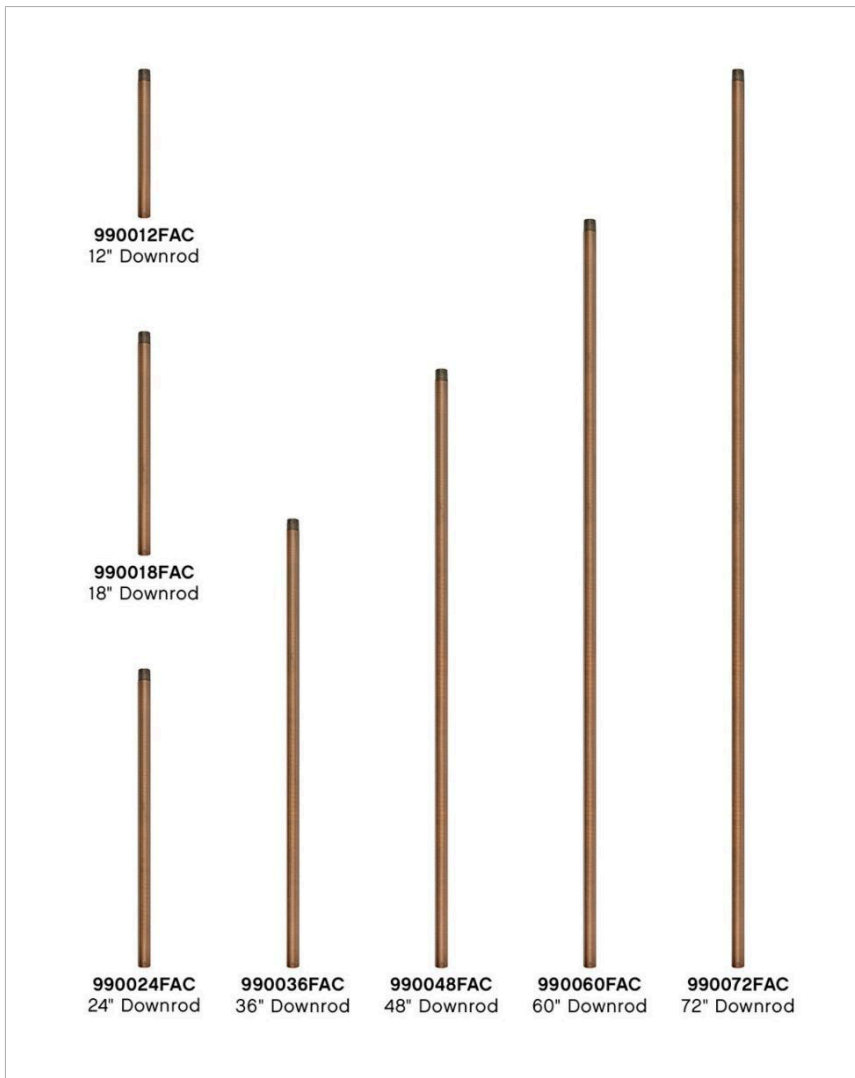 990012FAC
12" Downrod
990018FAC
18" Downrod
990024FAC
24" Downrod
990036FAC
36" Downrod
990048FAC
48" Downrod
990060FAC
60" Downrod
990072FAC
72" Downrod